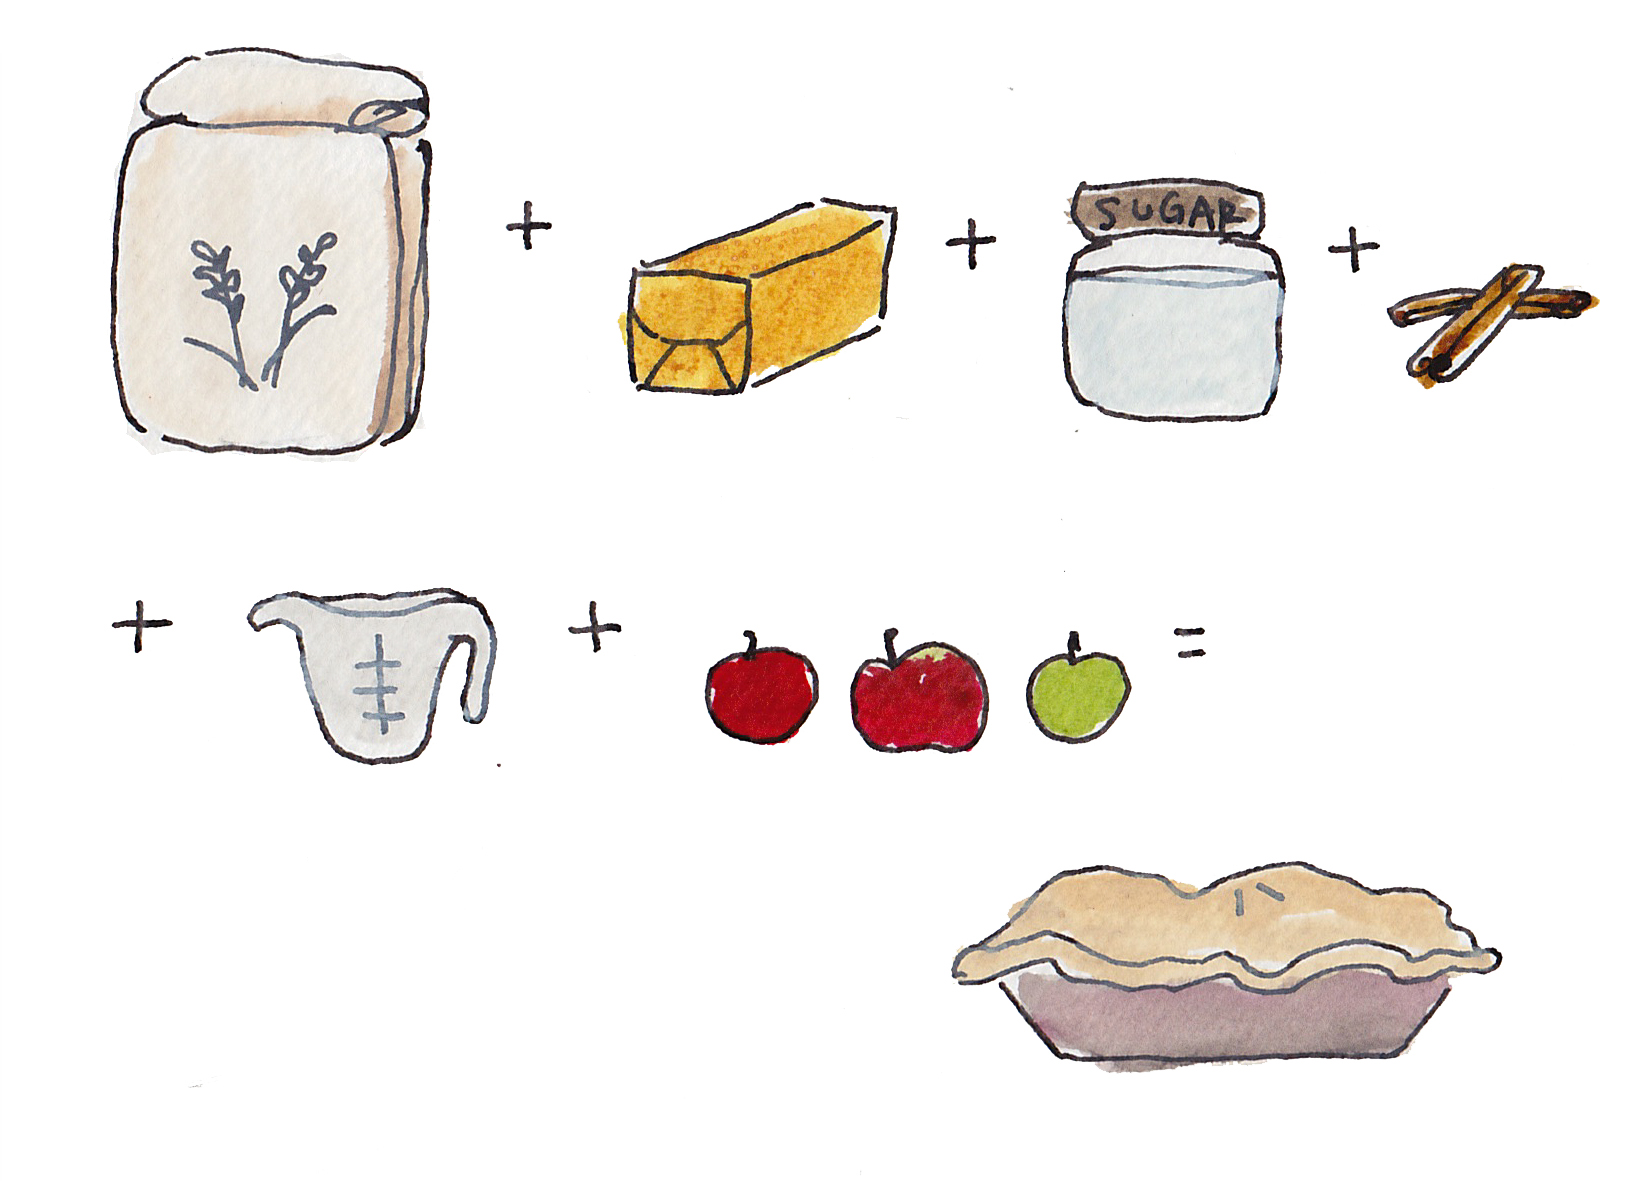 SUGAR
+ + +
+ + =